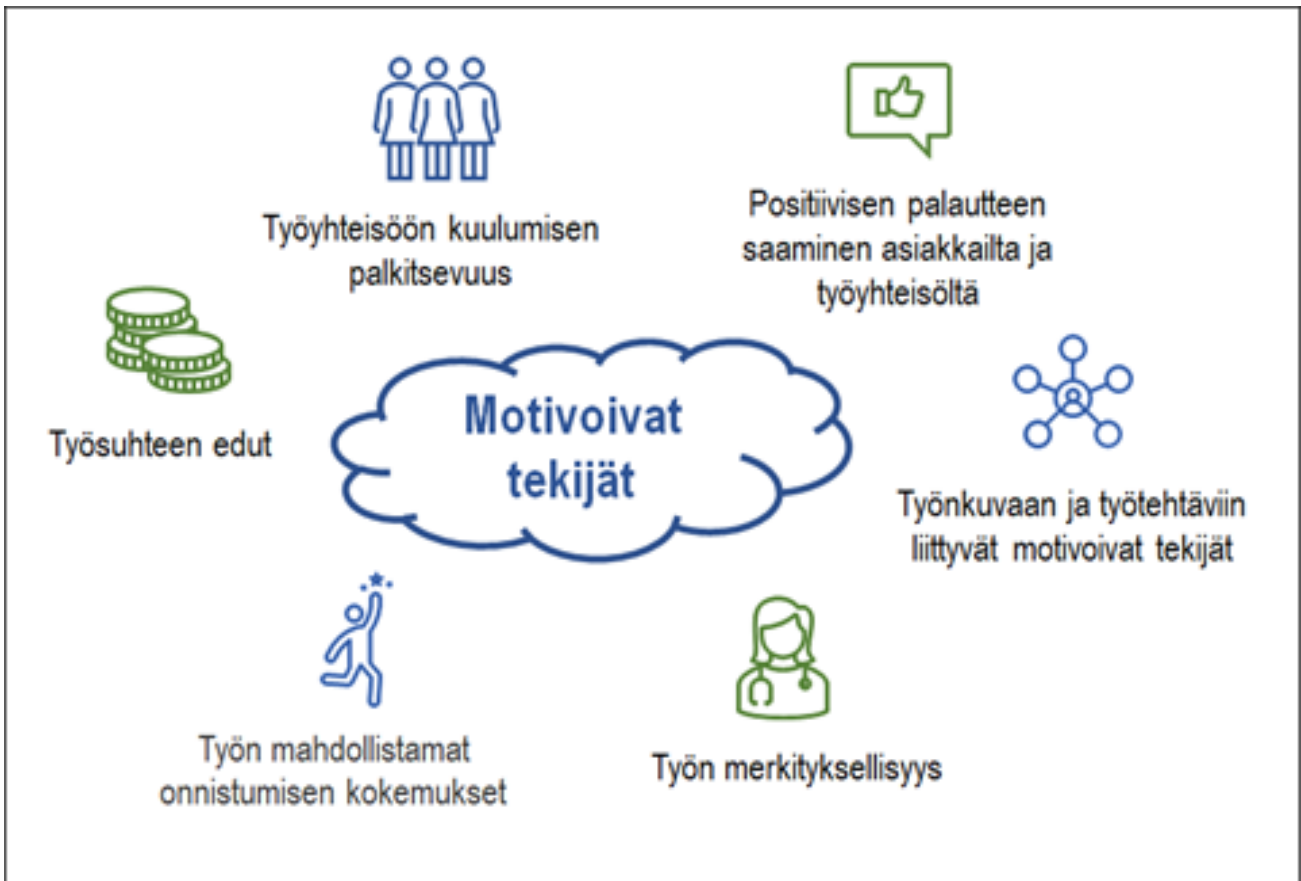 Työyhteisöön kuulumisen
palkitsevuus
Positiivisen palautteen
saaminen asiakkailta ja
työyhteisöltä
Työsuhteen edut
Motivoivat
tekijät
Työnkuvaan ja työtehtäviin
liittyvät motivoivat tekijät
Työn mahdollistamat
onnistumisen kokemukset
Työn merkityksellisyys